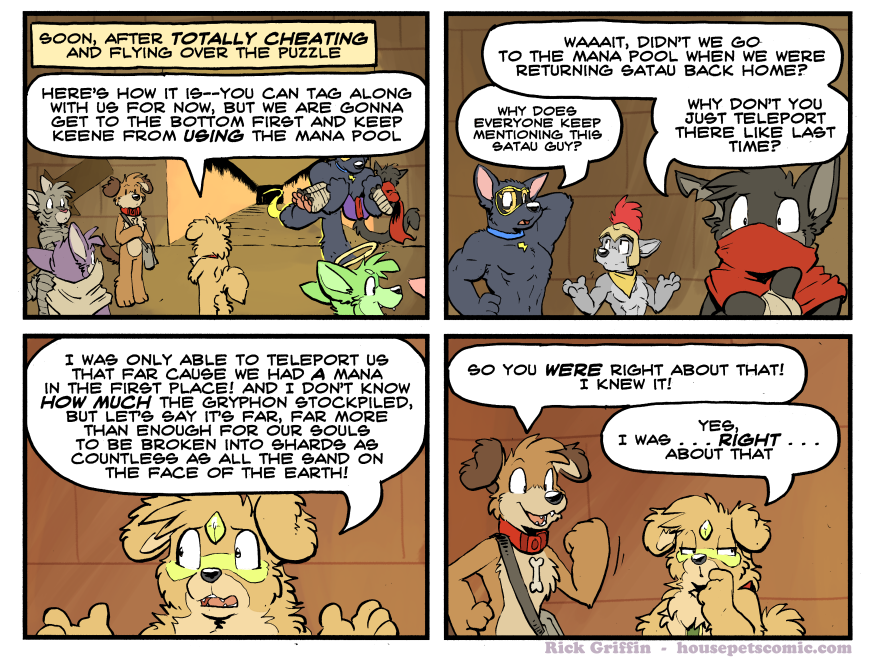 SOON, AFTER TOTALLY CHEATING
AND FLYING OVER THE PUZZLE
HERE'S HOW IT IS--YOU CAN TAG ALONG
WITH US FOR NOW, BUT WE ARE GONNA
GET TO THE BOTTOM FIRST AND KEEP
KEENE FROM USING THE MANA POOL
WAAAIT, DIDN'T WE GO
TO THE MANA POOL WHEN WE WERE
RETURNING SATAU BACK HOME?
WHY DOES
EVERYONE KEEP
MENTIONING THIS
SATAU GUY?
WHY DON'T YOU
JUST TELEPORT
THERE LIKE LAST
TIME?
I WAS ONLY ABLE TO TELEPORT US
THAT FAR CAUSE WE HAD A MANA
IN THE FIRST PLACE! AND I DON'T KNOW
HOW MUCH THE GRYPHON STOCKPILED,
BUT LET'S SAY IT'S FAR, FAR MORE
THAN ENOUGH FOR OUR SOULS
TO BE BROKEN INTO SHARDS AS
COUNTLESS AS ALL THE SAND ON
THE FACE OF THE EARTH!
SO YOU WERE RIGHT ABOUT THAT!
I KNEW IT!
YES,
I WAS . . . RIGHT . . .
ABOUT THAT
Rick Griffin - housepetscomic.com